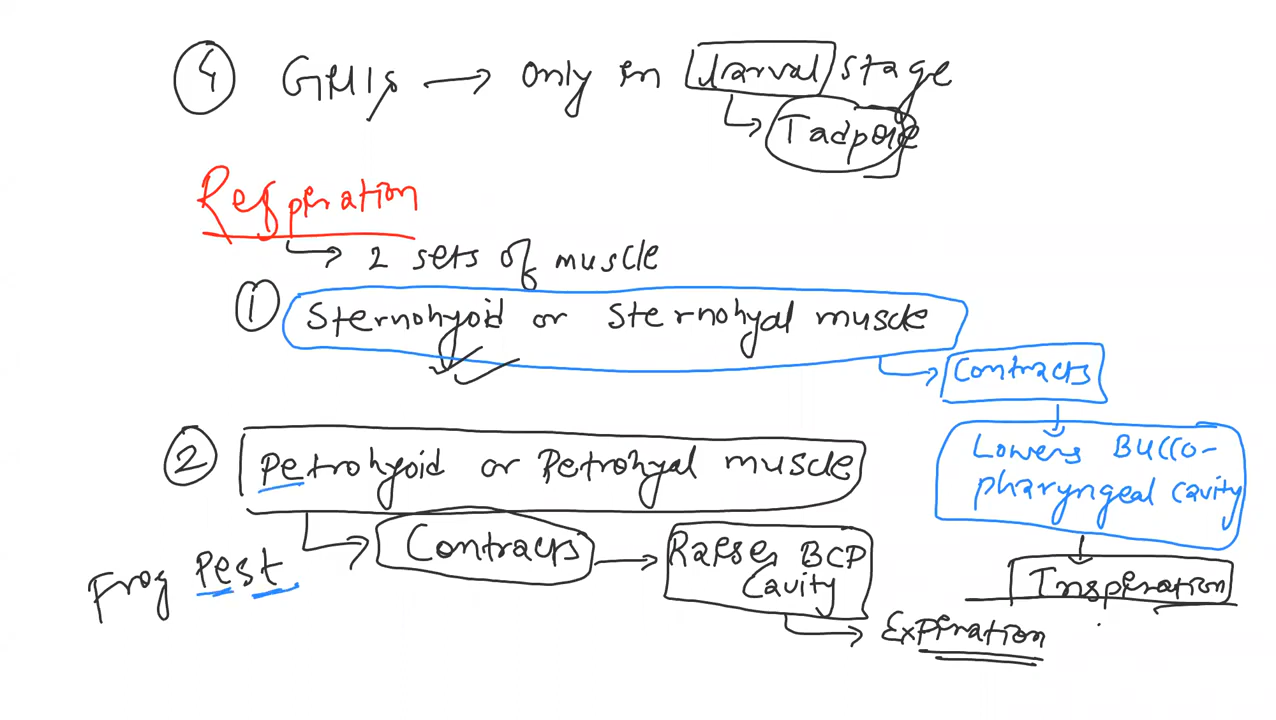 4 Gills → only in larval stage
Tadpole
Respiration
→ 2 sets of muscle
1 Sternohyoid or Sternohyal muscle
Contracts
Lowers Bucco-
pharyngeal cavity
Inspiration
2 Petrohyoid or Petrohyal muscle
Contracts → Raises BCP
Cavity
Expiration
Frog Pest